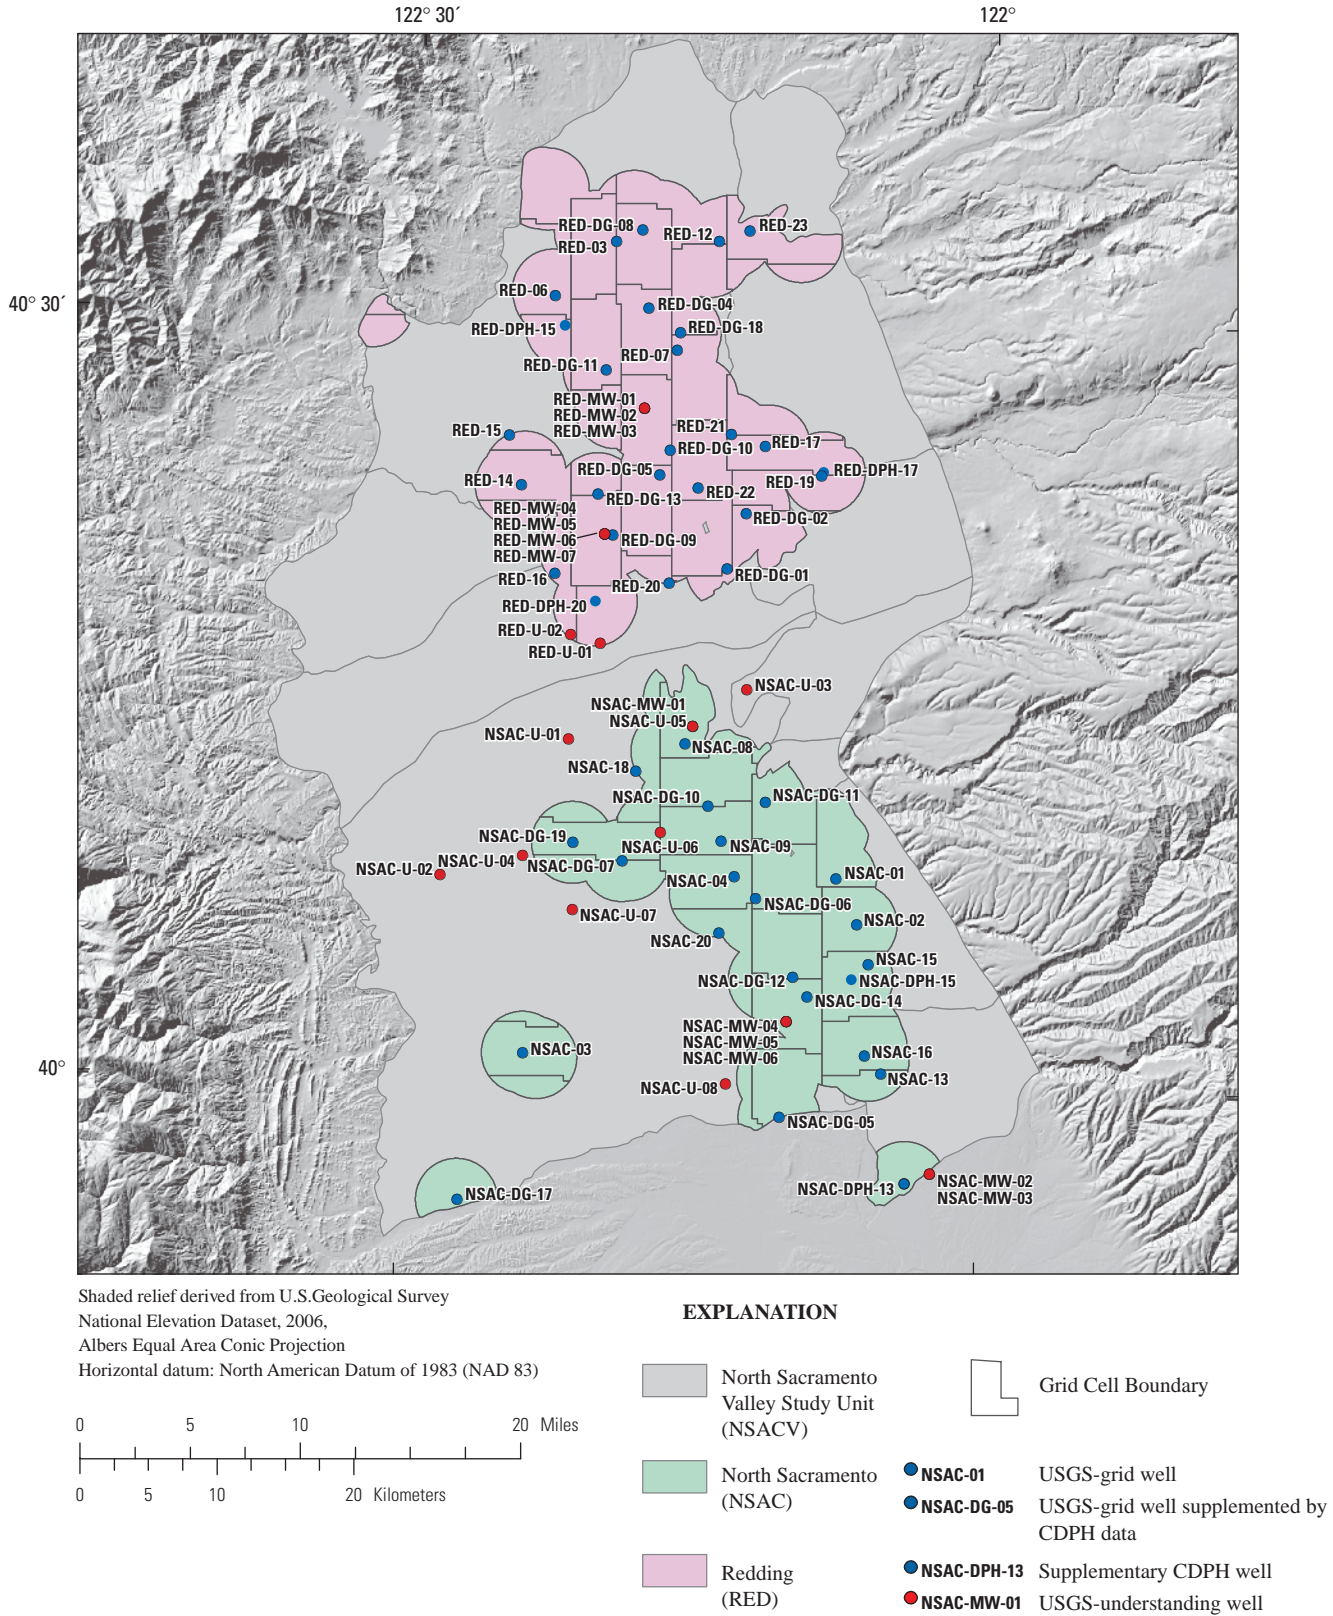 122° 30´
122°
RED-DG-08
RED-12
RED-23
RED-03
RED-06
40° 30´
RED-DG-04
RED-DPH-15
RED-DG-18
RED-07
RED-DG-11
RED-MW-01
RED-MW-02
RED-MW-03
RED-15
RED-21
RED-17
RED-DG-10
RED-DG-05
RED-DPH-17
RED-14
RED-19
RED-22
RED-DG-13
RED-MW-04
RED-MW-05
RED-MW-06
RED-MW-07
RED-DG-02
RED-DG-09
RED-16
RED-20
RED-DG-01
RED-DPH-20
RED-U-02
RED-U-01
NSAC-U-03
NSAC-MW-01
NSAC-U-05
NSAC-U-01
NSAC-08
NSAC-18
NSAC-DG-10
NSAC-DG-11
NSAC-DG-19
NSAC-U-06
NSAC-09
NSAC-U-04
NSAC-DG-07
NSAC-U-02
NSAC-04
NSAC-01
NSAC-DG-06
NSAC-U-07
NSAC-02
NSAC-20
NSAC-15
NSAC-DG-12
NSAC-DPH-15
NSAC-DG-14
NSAC-MW-04
NSAC-MW-05
NSAC-MW-06
NSAC-03
NSAC-16
40°
NSAC-13
NSAC-U-08
NSAC-DG-05
NSAC-DPH-13
NSAC-MW-02
NSAC-MW-03
NSAC-DG-17
Shaded relief derived from U.S.Geological Survey
National Elevation Dataset, 2006,
Albers Equal Area Conic Projection
Horizontal datum: North American Datum of 1983 (NAD 83)
0 5 10 20 Miles
0 5 10 20 Kilometers
EXPLANATION
North Sacramento
Valley Study Unit
(NSACV)
North Sacramento
(NSAC)
Redding
(RED)
Grid Cell Boundary
NSAC-01 USGS-grid well
NSAC-DG-05 USGS-grid well supplemented by
CDPH data
NSAC-DPH-13 Supplementary CDPH well
NSAC-MW-01 USGS-understanding well